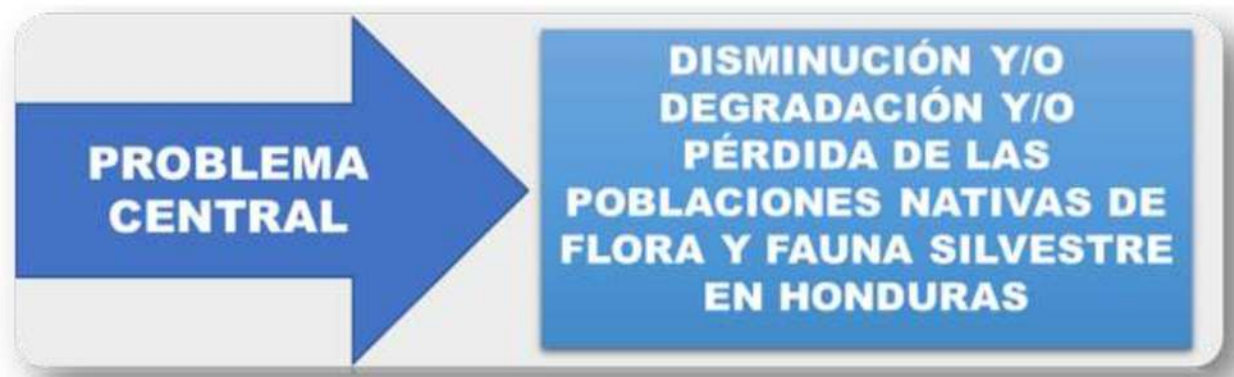 PROBLEMA
CENTRAL
DISMINUCIÓN Y/O
DEGRADACIÓN Y/O
PÉRDIDA DE LAS
POBLACIONES NATIVAS DE
FLORA Y FAUNA SILVESTRE
EN HONDURAS